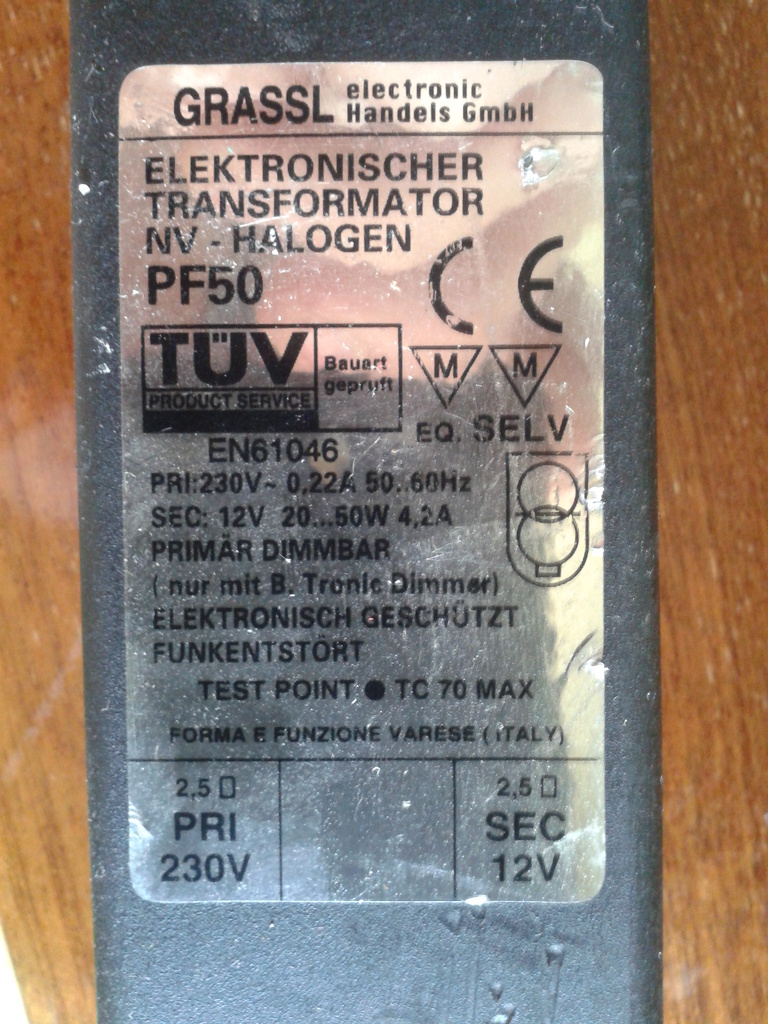 GRASSL electronic Handels GmbH
ELEKTRONISCHER
TRANSFORMATOR
NV - HALOGEN
PF50
CE
TÜV
PRODUCT SERVICE
Bauart
geprüft
M M
EQ. SELV
EN61046
PRI:230V~ 0,22A 50..60Hz
SEC: 12V 20...50W 4,2A
PRIMÄR DIMMBAR
( nur mit B. Tronic Dimmer)
ELEKTRONISCH GESCHÜTZT
FUNKENTSTÖRT
TEST POINT ● TC 70 MAX
FORMA E FUNZIONE VARESE ( ITALY)
2,5 ▯
PRI
230V
2,5 ▯
SEC
12V